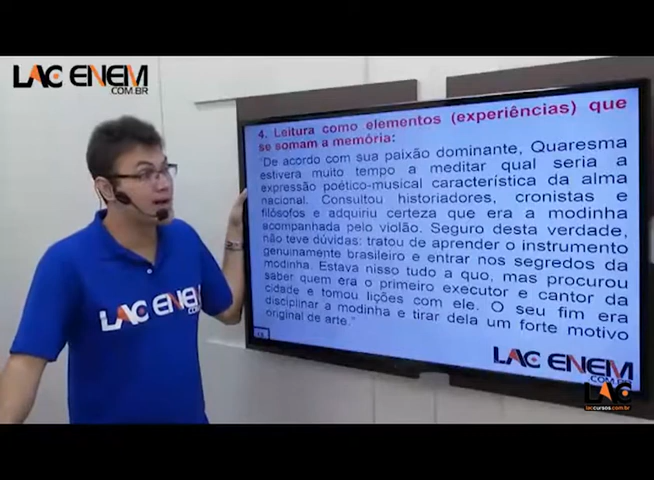 LAC ENEM
.COM.BR
4. Leitura como elementos (experiências) que
se somam a memória:
"De acordo com sua paixão dominante, Quaresma
estivera muito tempo a meditar qual seria a
expressão poético-musical característica da alma
nacional. Consultou historiadores, cronistas e
filósofos e adquiriu certeza que era a modinha
acompanhada pelo violão. Seguro desta verdade,
não teve dúvidas: tratou de aprender o instrumento
genuinamente brasileiro e entrar nos segredos da
modinha. Estava nisso tudo a quo, mas procurou
saber quem era o primeiro executor e cantor da
cidade e tomou lições com ele. O seu fim era
disciplinar a modinha e tirar dela um forte motivo
original de arte."
LAC ENEM
.COM.BR
LAC ENEM
.COM.BR
LAC
laccursos.com.br